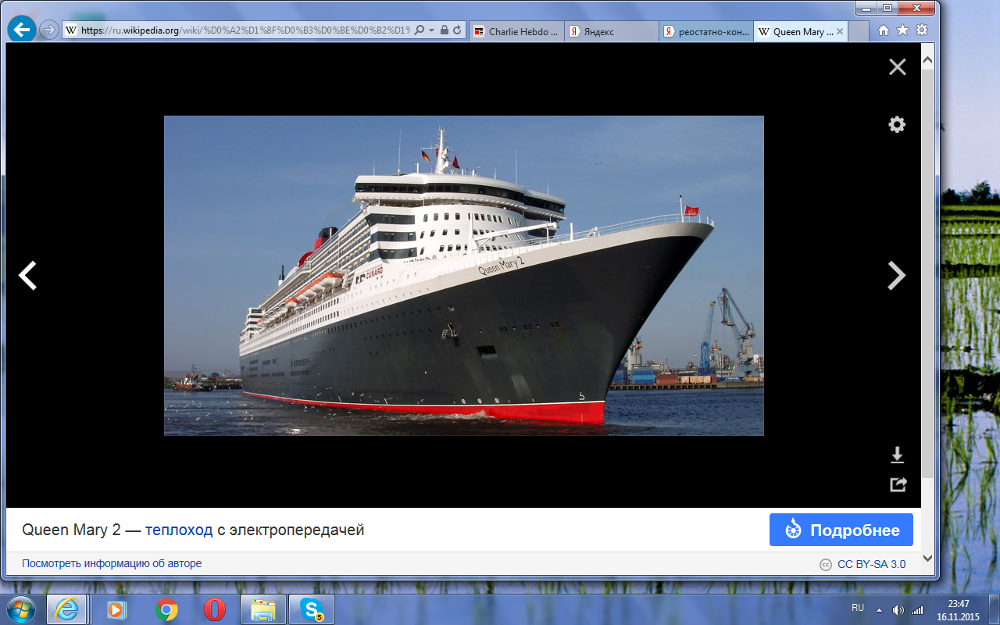 https://ru.wikipedia.org/wiki/%D0%A2%D1%8F%D0%B3%D0%BE%D0%B2%D1%
Charlie Hebdo ...
Яндекс
реостатно-кон...
Queen Mary ...
Queen Mary 2
CUNARD
Queen Mary 2 — теплоход с электропередачей
Подробнее
Посмотреть информацию об авторе
CC BY-SA 3.0
RU
23:47
16.11.2015
5